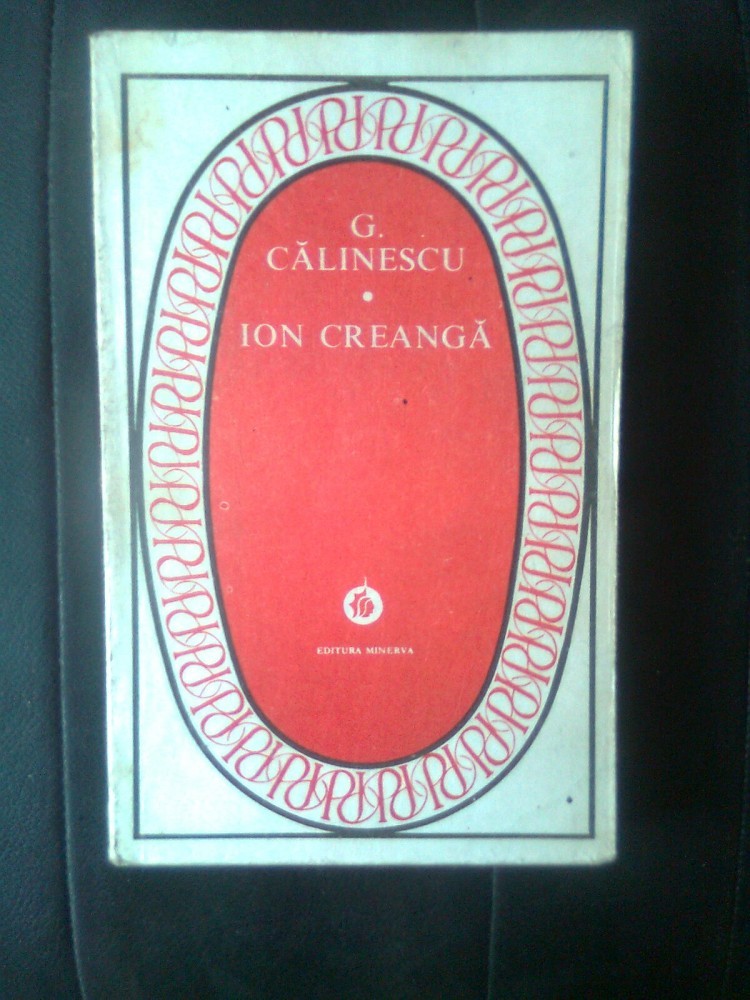 G.
CĂLINESCU
•
ION CREANGĂ
EDITURA MINERVA